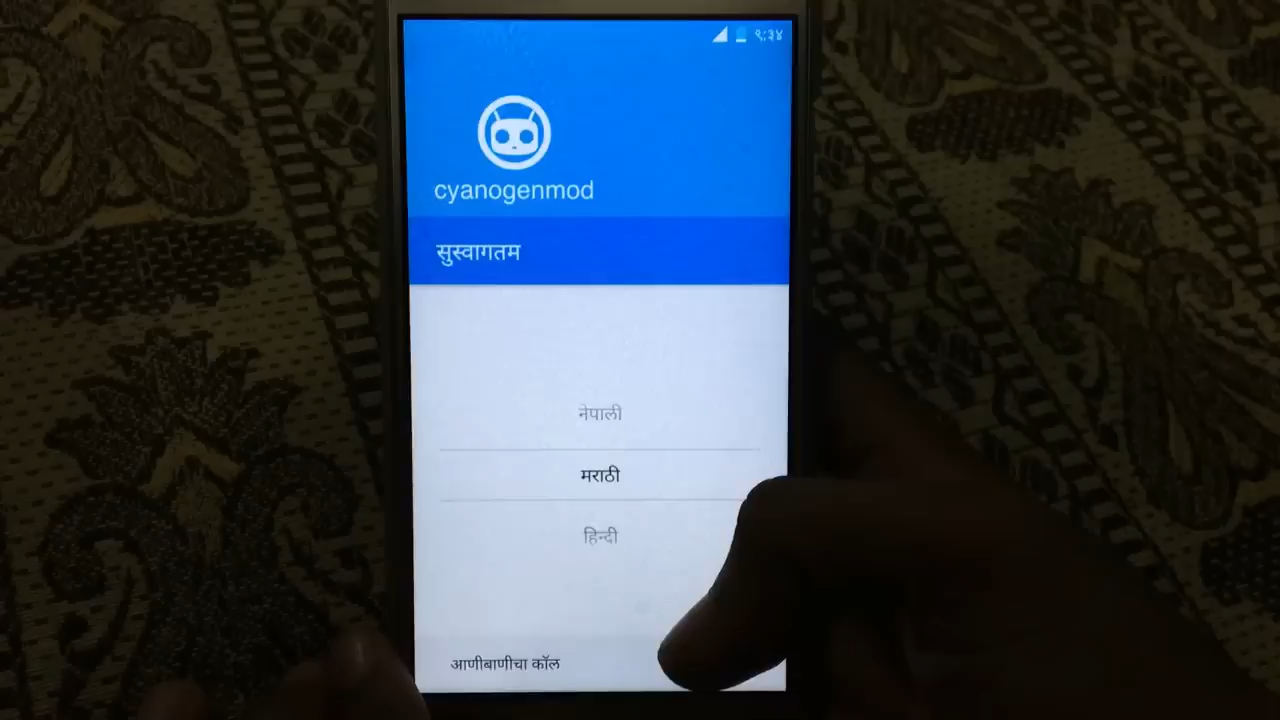 ९:३४
cyanogenmod
सुस्वागतम
नेपाली
मराठी
हिन्दी
आणीबाणीचा कॉल